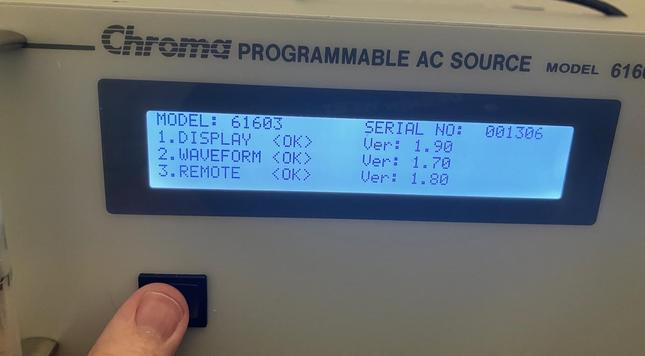 Chroma PROGRAMMABLE AC SOURCE MODEL 6160
MODEL: 61603 SERIAL NO: 001306
1.DISPLAY <OK> Ver: 1.90
2.WAVEFORM <OK> Ver: 1.70
3.REMOTE <OK> Ver: 1.80